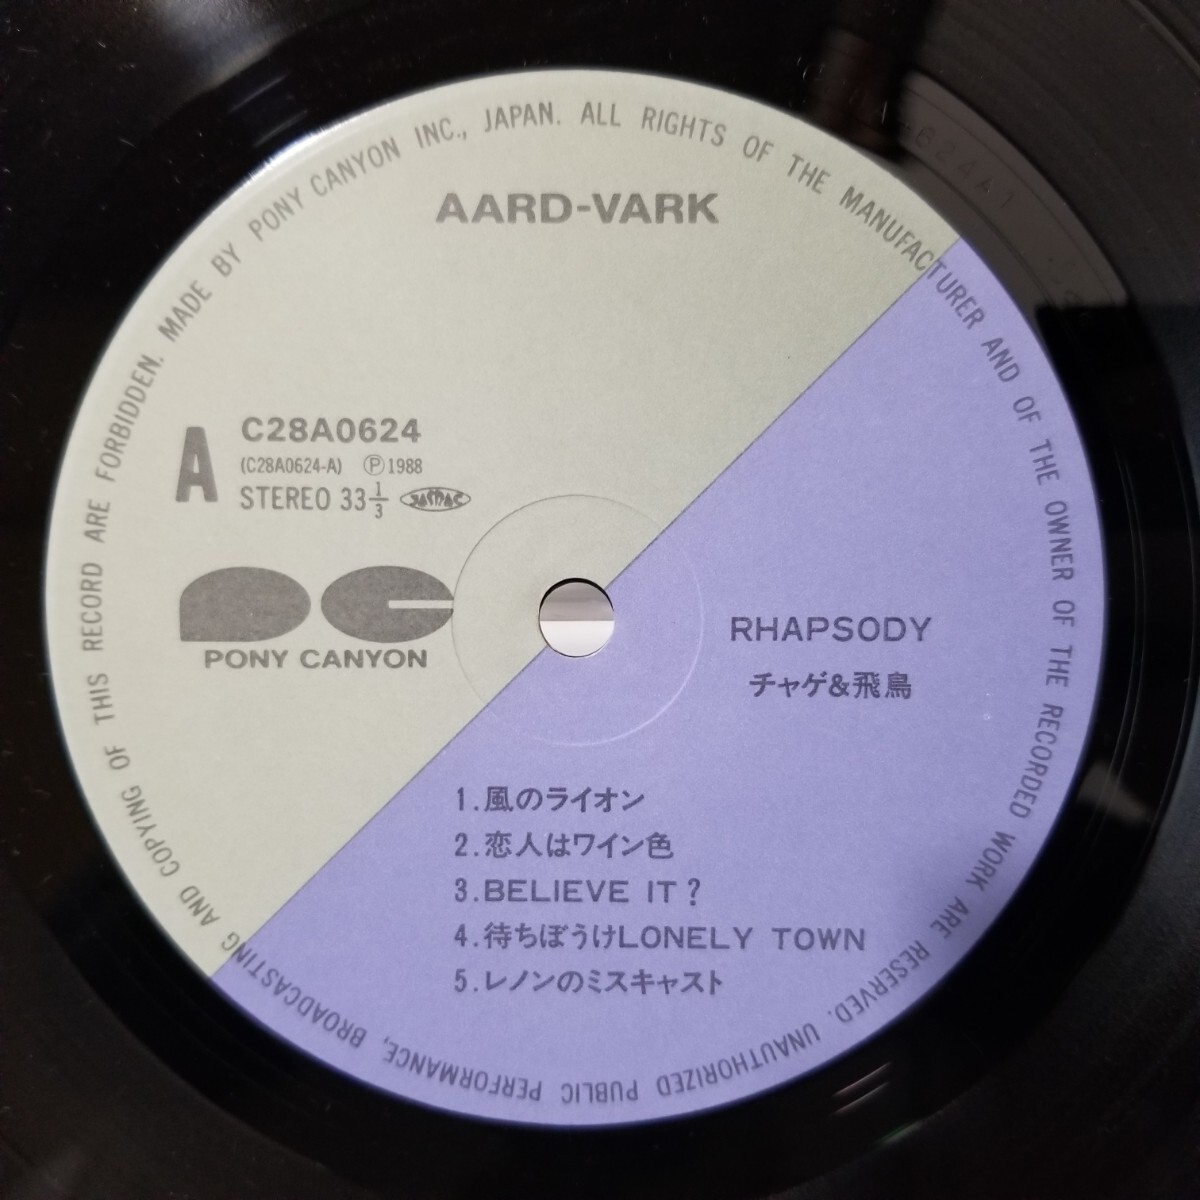 MADE BY PONY CANYON INC., JAPAN. ALL RIGHTS OF THE MANUFACTURER AND OF THE OWNER OF THE RECORDED WORK ARE RESERVED. UNAUTHORIZED PUBLIC PERFORMANCE, BROADCASTING AND COPYING OF THIS RECORD ARE FORBIDDEN.
AARD-VARK
A
C28A0624
(C28A0624-A) Ⓟ1988
STEREO 33 1/3
PONY CANYON
RHAPSODY
チャゲ&飛鳥
1.風のライオン
2.恋人はワイン色
3.BELIEVE IT?
4.待ちぼうけLONELY TOWN
5.レノンのミスキャスト